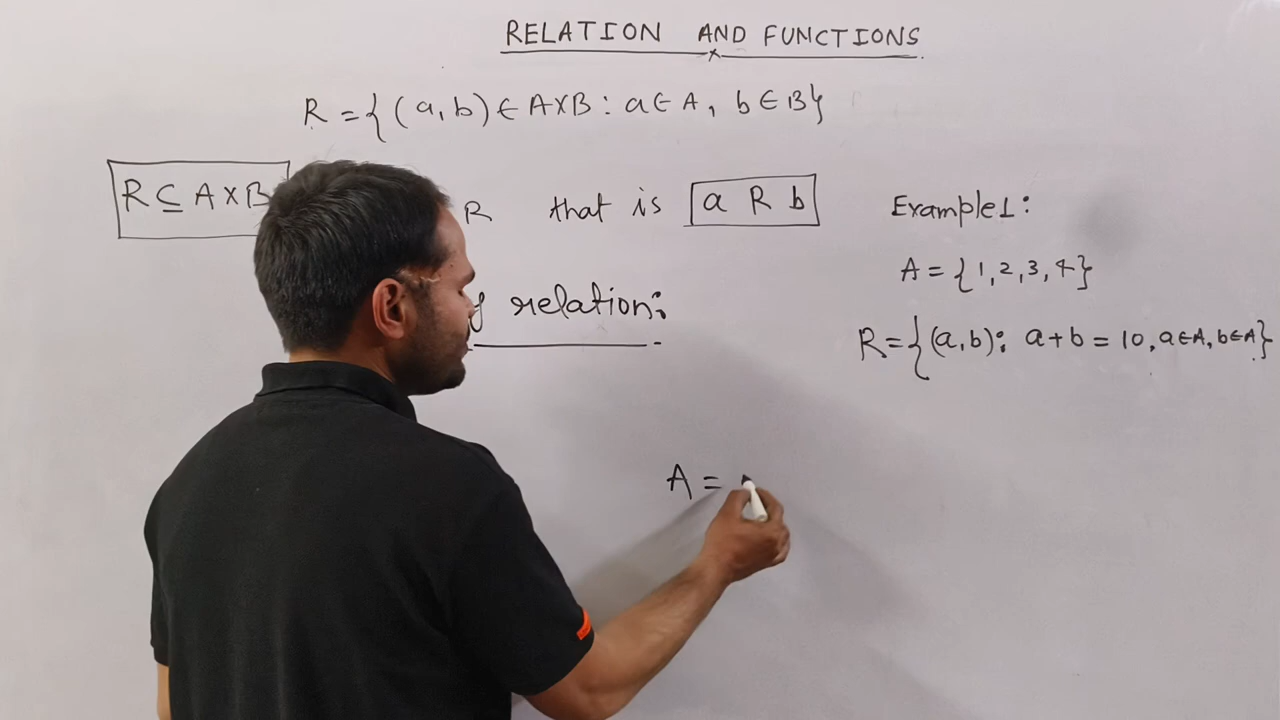 RELATION AND FUNCTIONS
R = {(a, b) ∈ A×B : a ∈ A, b ∈ B}
R ⊆ A×B R that is a R b
relation:
Example1:
A = {1, 2, 3, 4}
R = {(a, b): a + b = 10, a∈A, b∈A}
A =